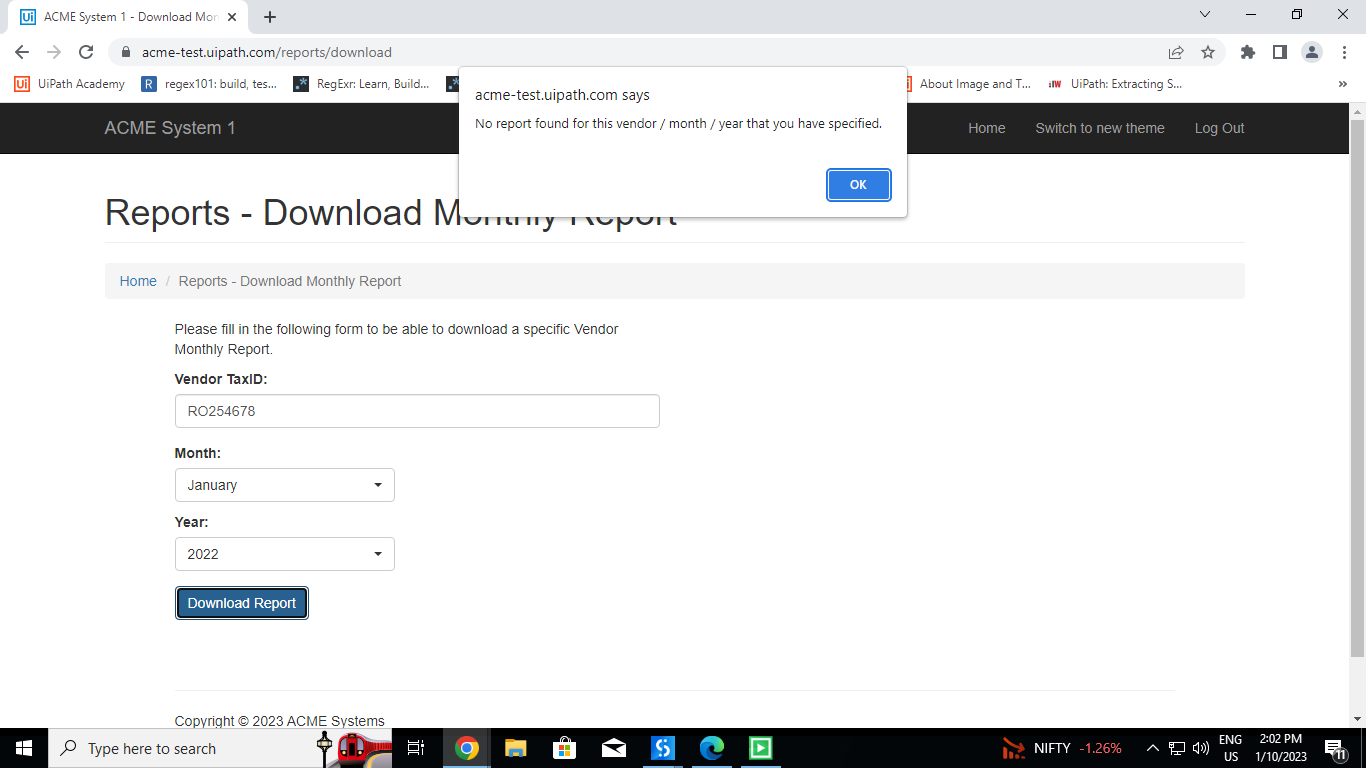 ACME System 1 - Download Mon
acme-test.uipath.com/reports/download
UiPath Academy
regex101: build, tes...
RegExr: Learn, Build...
About Image and T...
UiPath: Extracting S...
acme-test.uipath.com says
No report found for this vendor / month / year that you have specified.
OK
ACME System 1
Home
Switch to new theme
Log Out
Reports - Download Monthly Report
Home / Reports - Download Monthly Report
Please fill in the following form to be able to download a specific Vendor
Monthly Report.
Vendor TaxID:
RO254678
Month:
January
Year:
2022
Download Report
Copyright © 2023 ACME Systems
Type here to search
NIFTY -1.26%
ENG
US
2:02 PM
1/10/2023
11